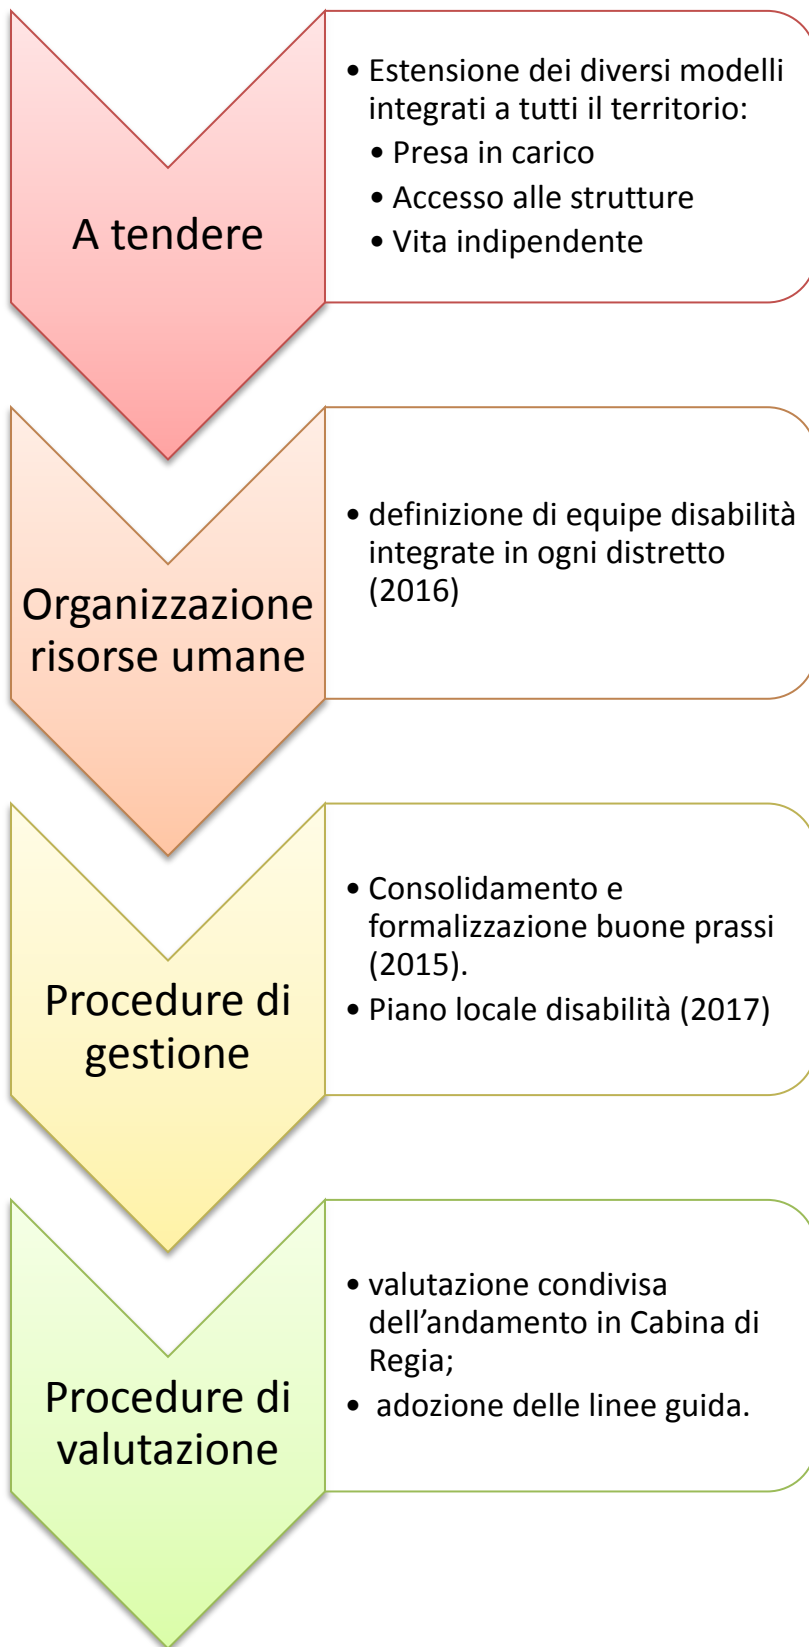 A tendere
• Estensione dei diversi modelli
integrati a tutti il territorio:
• Presa in carico
• Accesso alle strutture
• Vita indipendente
Organizzazione
risorse umane
• definizione di equipe disabilità
integrate in ogni distretto
(2016)
Procedure di
gestione
• Consolidamento e
formalizzazione buone prassi
(2015).
• Piano locale disabilità (2017)
Procedure di
valutazione
• valutazione condivisa
dell’andamento in Cabina di
Regia;
• adozione delle linee guida.